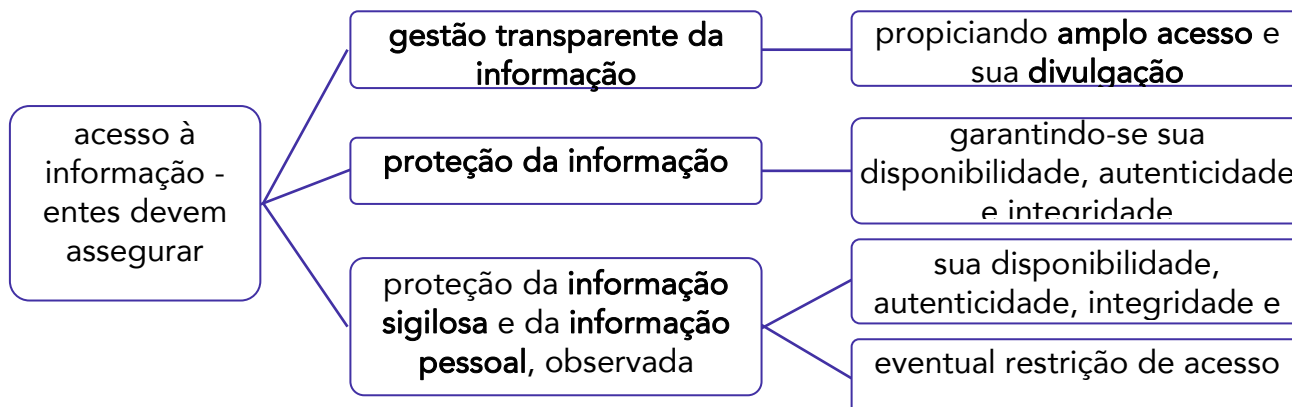 acesso à
informação -
entes devem
assegurar
gestão transparente da
informação
propiciando amplo acesso e
sua divulgação
proteção da informação
garantindo-se sua
disponibilidade, autenticidade
e integridade
proteção da informação
sigilosa e da informação
pessoal, observada
sua disponibilidade,
autenticidade, integridade e
eventual restrição de acesso